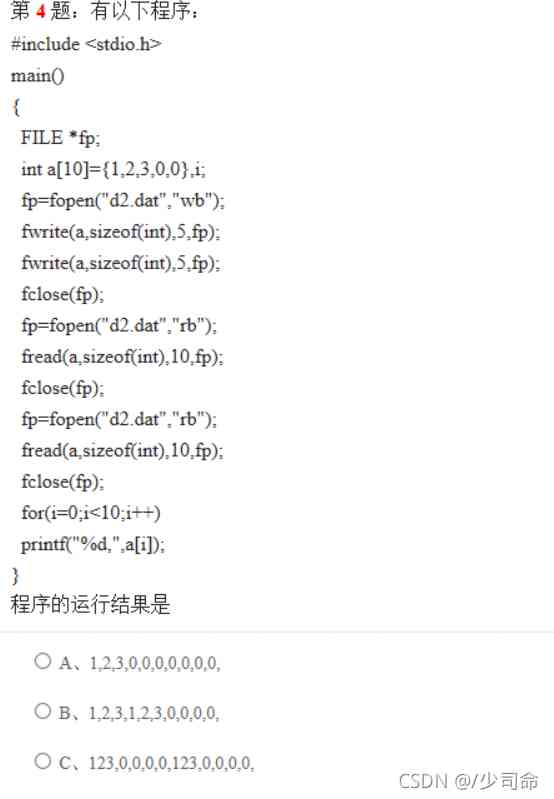 第 4 题：有以下程序：
#include <stdio.h>
main()
{
FILE *fp;
int a[10]={1,2,3,0,0},i;
fp=fopen("d2.dat","wb");
fwrite(a,sizeof(int),5,fp);
fwrite(a,sizeof(int),5,fp);
fclose(fp);
fp=fopen("d2.dat","rb");
fread(a,sizeof(int),10,fp);
fclose(fp);
fp=fopen("d2.dat","rb");
fread(a,sizeof(int),10,fp);
fclose(fp);
for(i=0;i<10;i++)
printf("%d,",a[i]);
}
程序的运行结果是
A、1,2,3,0,0,0,0,0,0,0,
B、1,2,3,1,2,3,0,0,0,0,
C、123,0,0,0,0,123,0,0,0,0,
CSDN @/少司命